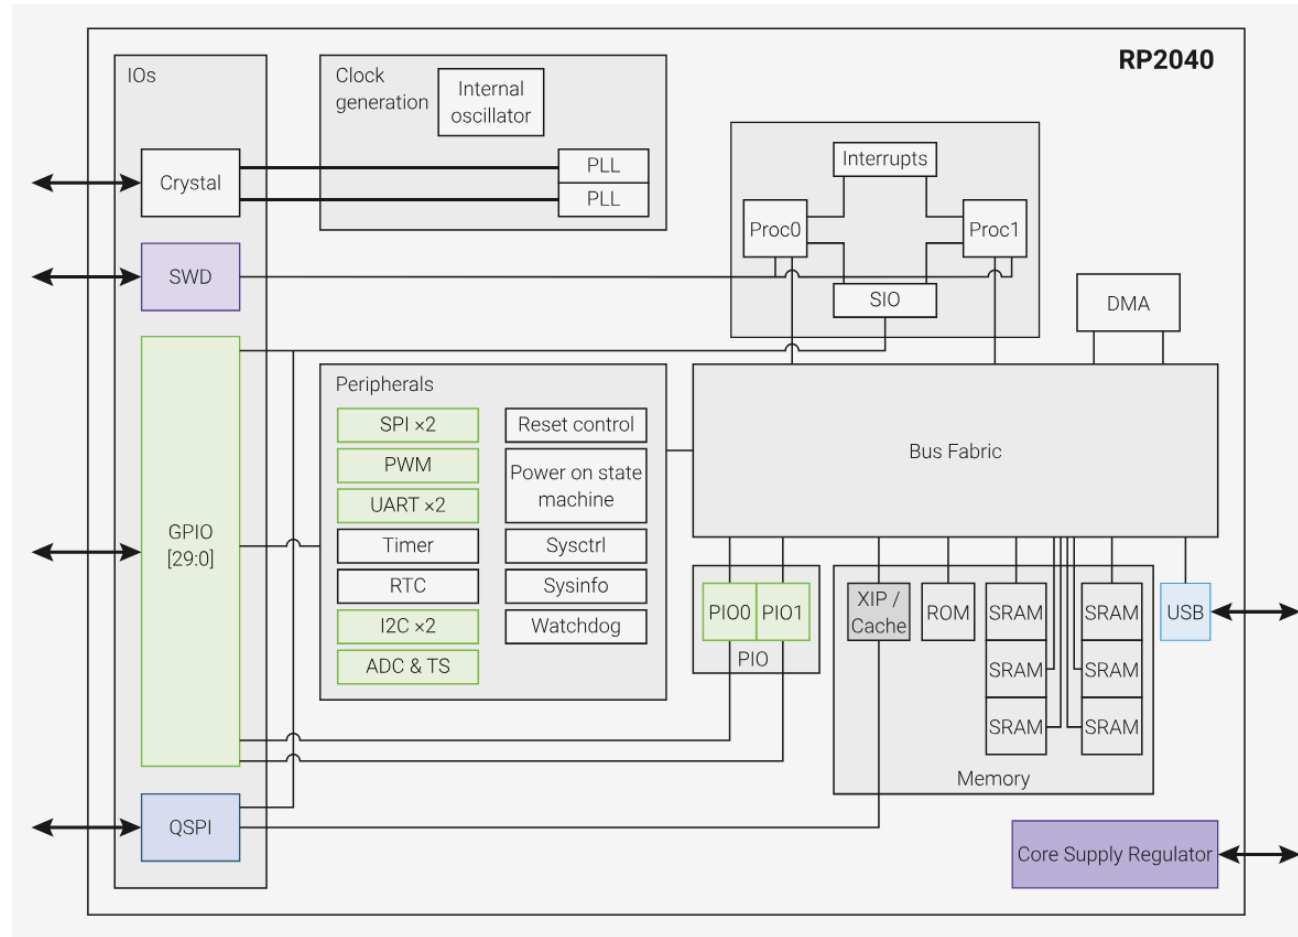 RP2040
IOs
Clock
generation
Internal
oscillator
PLL
PLL
Crystal
SWD
GPIO
[29:0]
QSPI
Interrupts
Proc0
Proc1
SIO
DMA
Peripherals
SPI ×2
PWM
UART ×2
Timer
RTC
I2C ×2
ADC & TS
Reset control
Power on state
machine
Sysctrl
Sysinfo
Watchdog
Bus Fabric
PIO0
PIO1
PIO
XIP /
Cache
ROM
SRAM
SRAM
SRAM
SRAM
SRAM
SRAM
Memory
USB
Core Supply Regulator